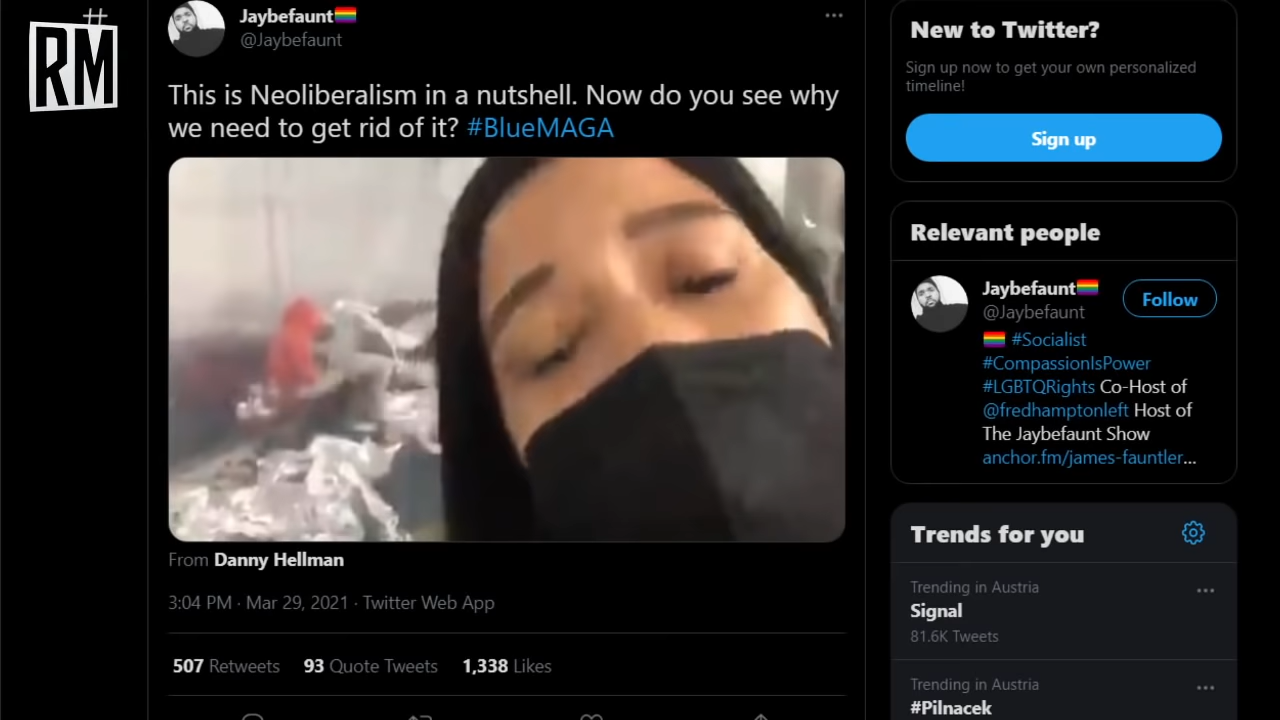 #
RM
Jaybefaunt
@Jaybefaunt
This is Neoliberalism in a nutshell. Now do you see why
we need to get rid of it? #BlueMAGA
From Danny Hellman
3:04 PM · Mar 29, 2021 · Twitter Web App
507 Retweets 93 Quote Tweets 1,338 Likes
New to Twitter?
Sign up now to get your own personalized
timeline!
Sign up
Relevant people
Jaybefaunt
@Jaybefaunt
Follow
#Socialist
#CompassionIsPower
#LGBTQRights Co-Host of
@fredhamptonleft Host of
The Jaybefaunt Show
anchor.fm/james-fauntler...
Trends for you
Trending in Austria
Signal
81.6K Tweets
Trending in Austria
#Pilnacek